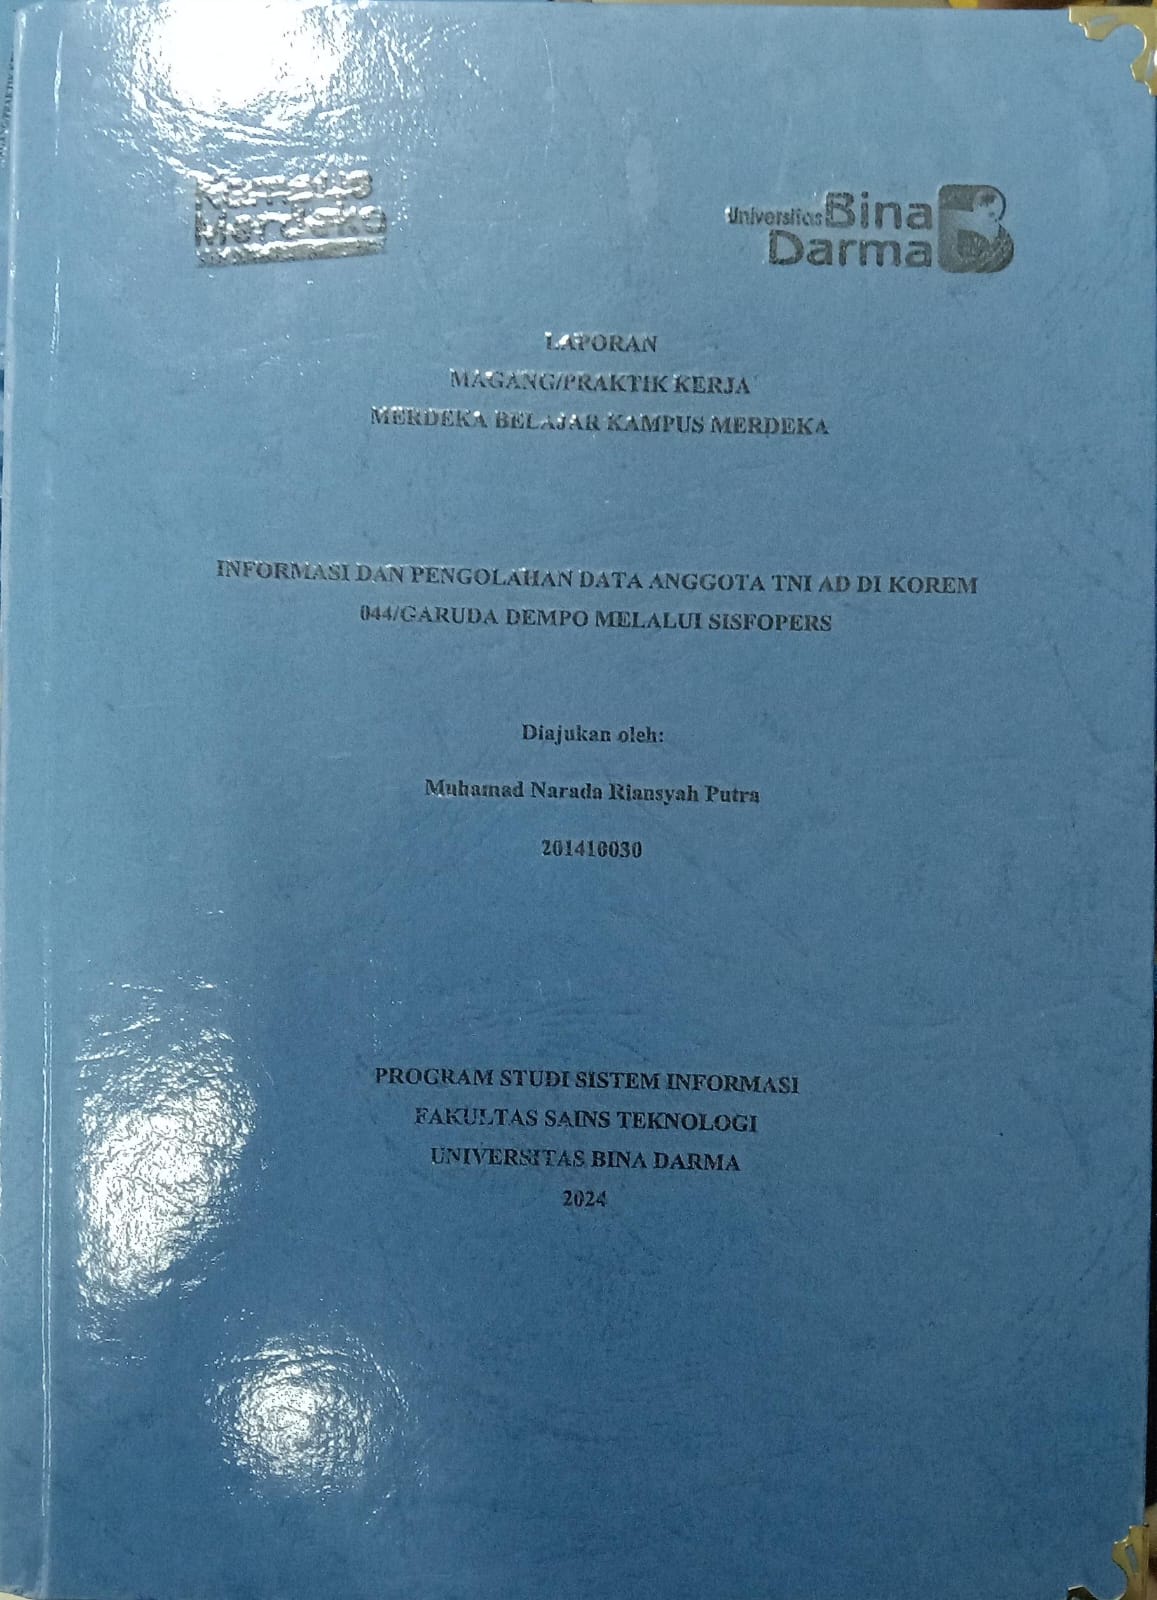 Kampus
Merdeka
Universitas Bina
Darma
LAPORAN
MAGANG/PRAKTIK KERJA
MERDEKA BELAJAR KAMPUS MERDEKA
INFORMASI DAN PENGOLAHAN DATA ANGGOTA TNI AD DI KOREM
044/GARUDA DEMPO MELALUI SISFOPERS
Diajukan oleh:
Muhamad Narada Riansyah Putra
201410030
PROGRAM STUDI SISTEM INFORMASI
FAKULTAS SAINS TEKNOLOGI
UNIVERSITAS BINA DARMA
2024